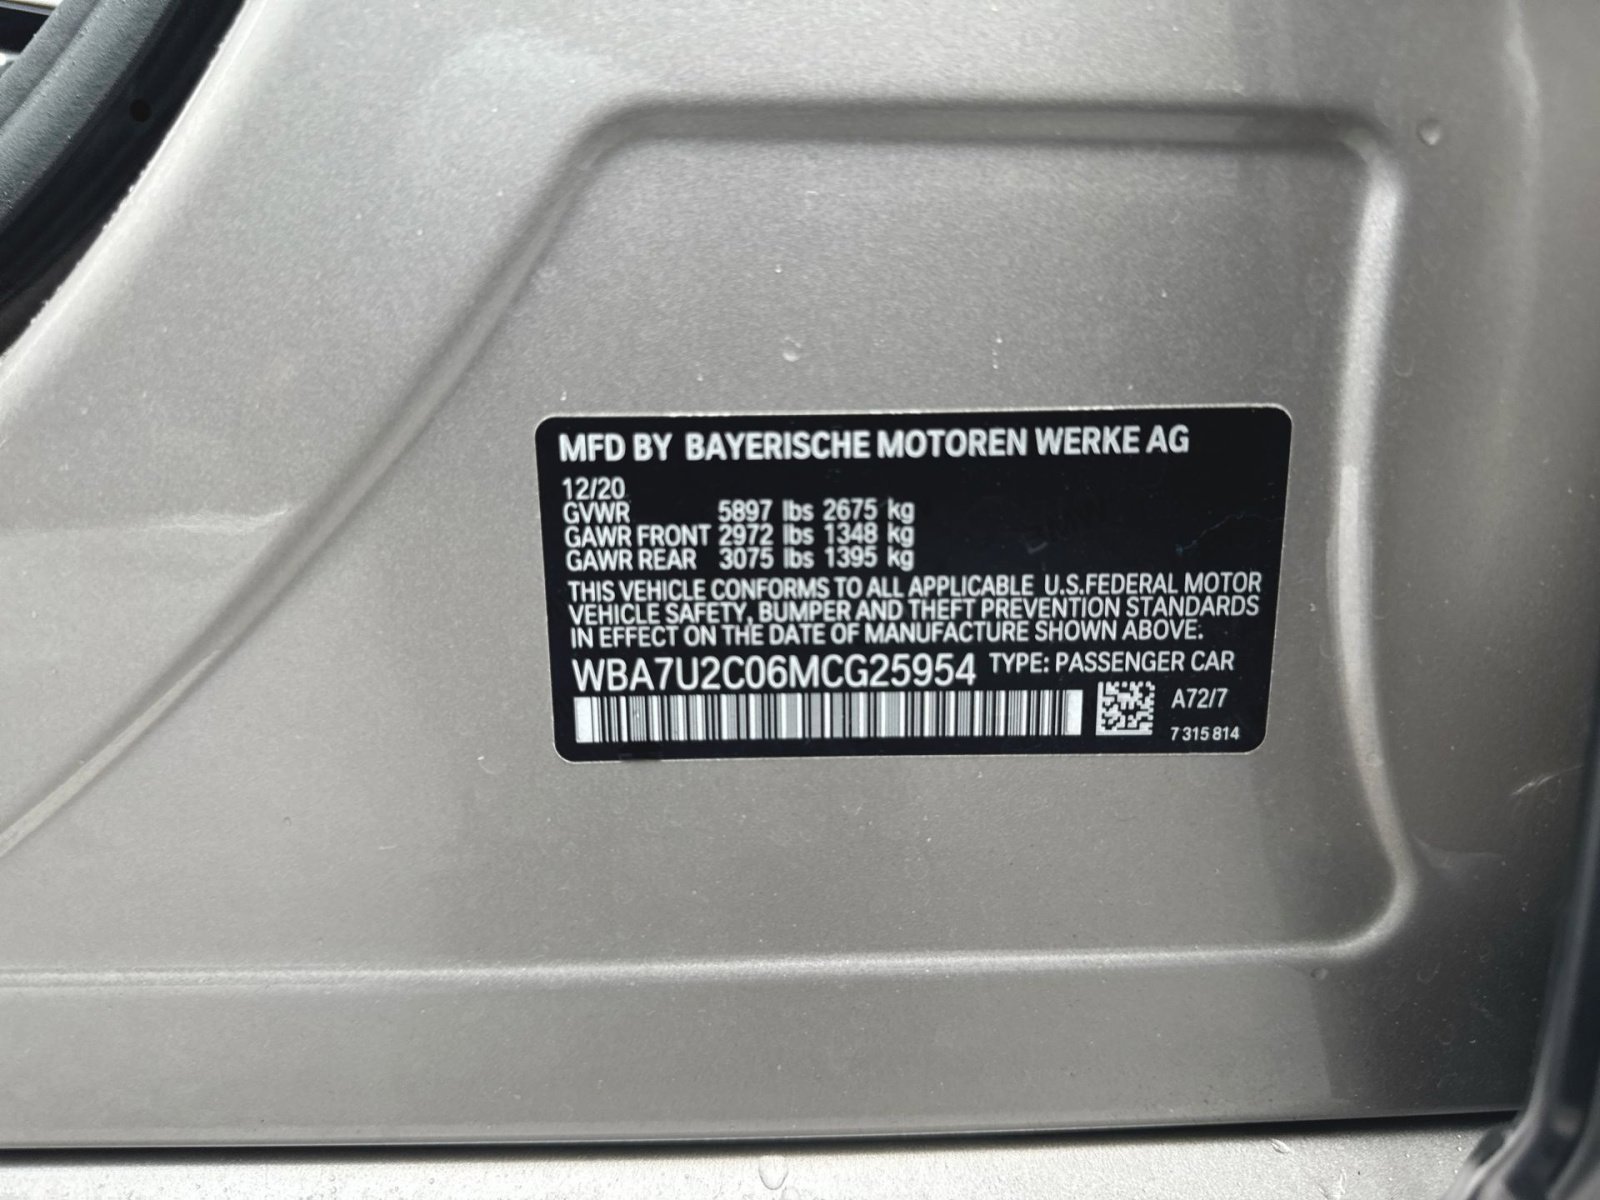 MFD BY BAYERISCHE MOTOREN WERKE AG
12/20
GVWR 5897 lbs 2675 kg
GAWR FRONT 2972 lbs 1348 kg
GAWR REAR 3075 lbs 1395 kg
THIS VEHICLE CONFORMS TO ALL APPLICABLE U.S.FEDERAL MOTOR
VEHICLE SAFETY, BUMPER AND THEFT PREVENTION STANDARDS
IN EFFECT ON THE DATE OF MANUFACTURE SHOWN ABOVE.
WBA7U2C06MCG25954 TYPE: PASSENGER CAR
A72/7
7 315 814